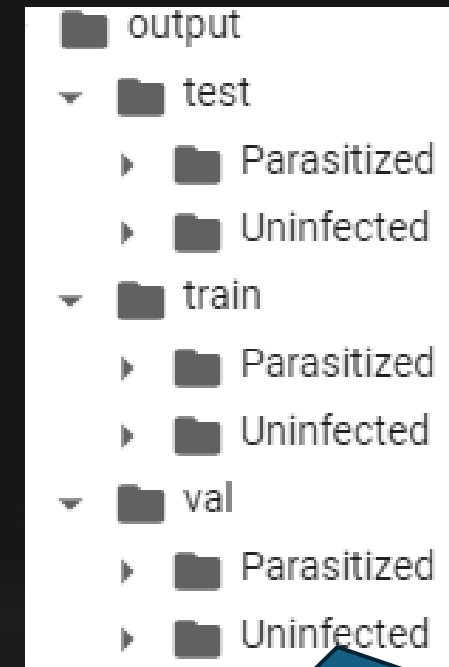 output
test
Parasitized
Uninfected
train
Parasitized
Uninfected
val
Parasitized
Uninfected